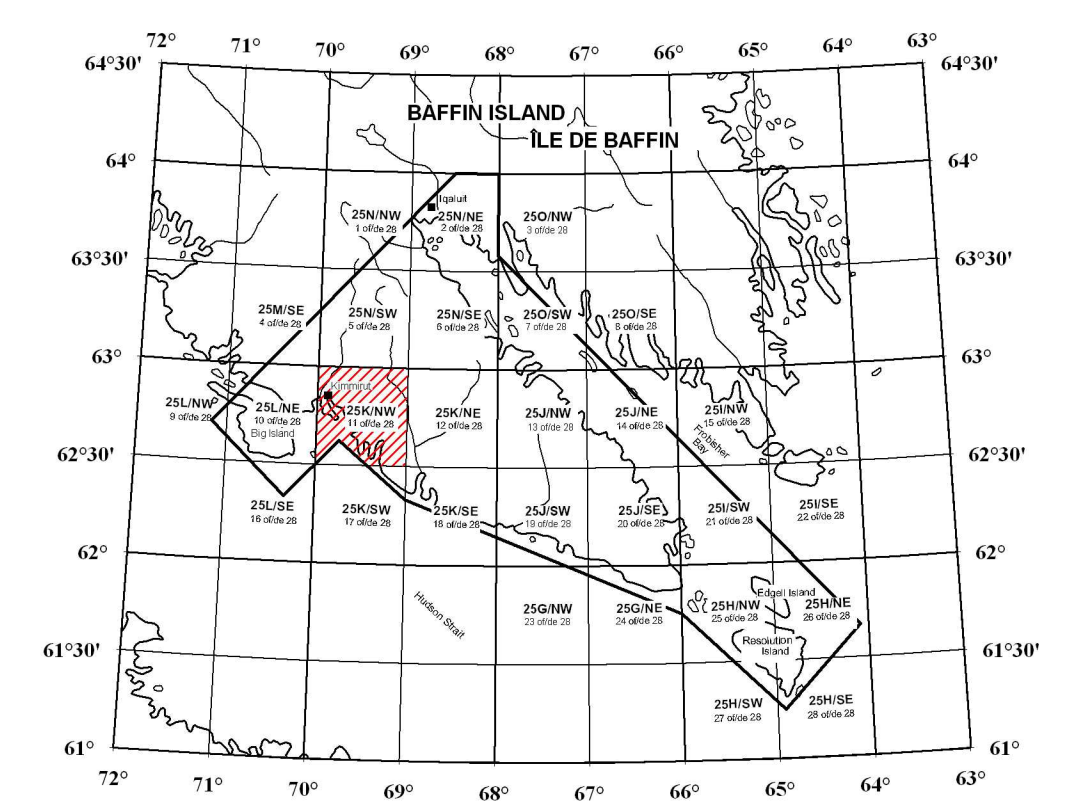 72° 71° 70° 69° 68° 67° 66° 65° 64° 63°
64°30' 64°30'
BAFFIN ISLAND
ÎLE DE BAFFIN
64° 64°
Iqaluit
25N/NW 25N/NE 25O/NW
1 of/de 28 2 of/de 28 3 of/de 28
63°30' 63°30'
25M/SE 25N/SW 25N/SE 25O/SW 25O/SE
4 of/de 28 5 of/de 28 6 of/de 28 7 of/de 28 8 of/de 28
63° 63°
Kimmirut
25L/NW 25L/NE 25K/NW 25K/NE 25J/NW 25J/NE 25I/NW
9 of/de 28 10 of/de 28 11 of/de 28 12 of/de 28 13 of/de 28 14 of/de 28 15 of/de 28
Big Island
Frobisher
Bay
62°30' 62°30'
25L/SE 25K/SW 25K/SE 25J/SW 25J/SE 25I/SW 25I/SE
16 of/de 28 17 of/de 28 18 of/de 28 19 of/de 28 20 of/de 28 21 of/de 28 22 of/de 28
62° 62°
Hudson Strait
Edgell Island
25G/NW 25G/NE 25H/NW 25H/NE
23 of/de 28 24 of/de 28 25 of/de 28 26 of/de 28
Resolution
Island
61°30' 61°30'
25H/SW 25H/SE
27 of/de 28 28 of/de 28
61° 61°
72° 71° 70° 69° 68° 67° 66° 65° 64° 63°